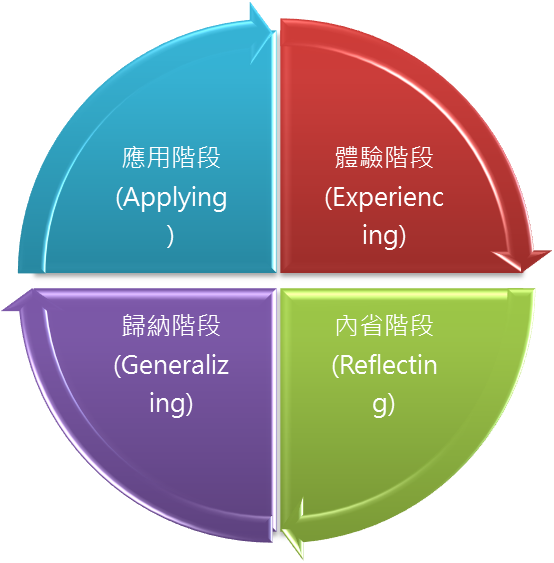 應用階段
(Applying
)
體驗階段
(Experienc
ing)
歸納階段
(Generaliz
ing)
內省階段
(Reflectin
g)